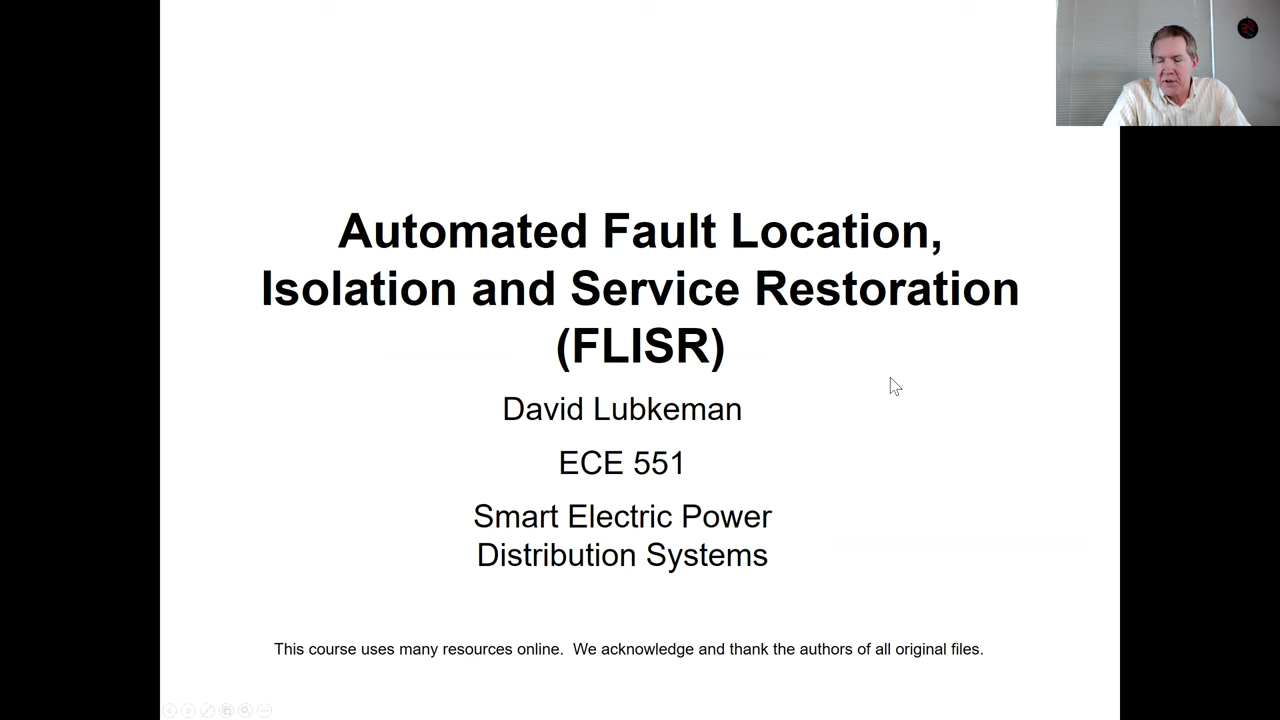 Automated Fault Location,
Isolation and Service Restoration
(FLISR)
David Lubkeman
ECE 551
Smart Electric Power
Distribution Systems
This course uses many resources online.  We acknowledge and thank the authors of all original files.